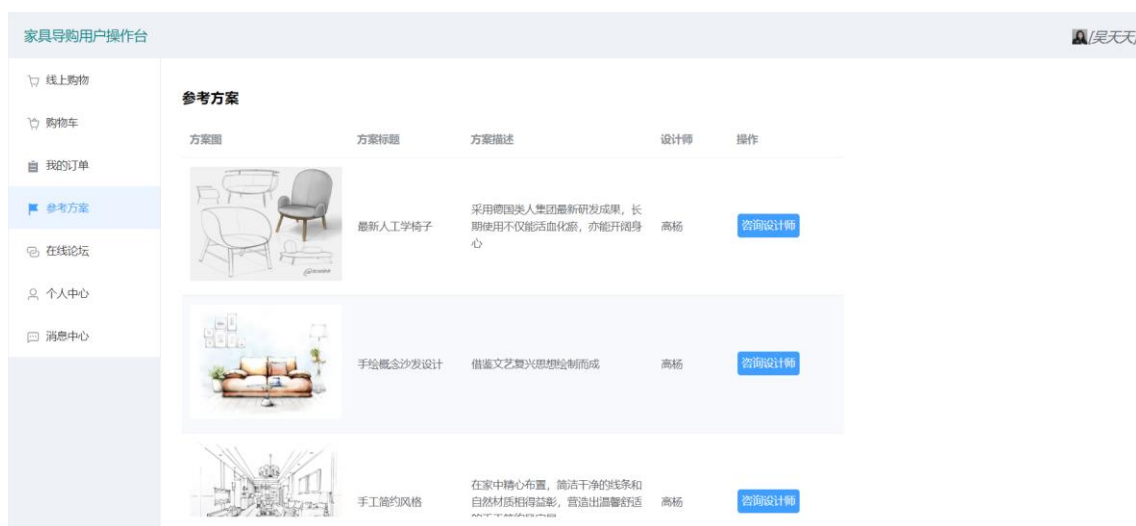 家具导购用户操作台
[吴天天]
线上购物
购物车
我的订单
参考方案
在线论坛
个人中心
消息中心
参考方案
方案图 方案标题 方案描述 设计师 操作
最新人工学椅子
采用德国类人集团最新研发成果，长
期使用不仅能活血化瘀，亦能开阔身
心
高杨
咨询设计师
手绘概念沙发设计
借鉴文艺复兴思想绘制而成
高杨
咨询设计师
手工简约风格
在家中精心布置，简洁干净的线条和
自然材质相得益彰，营造出温馨舒适
高杨
咨询设计师